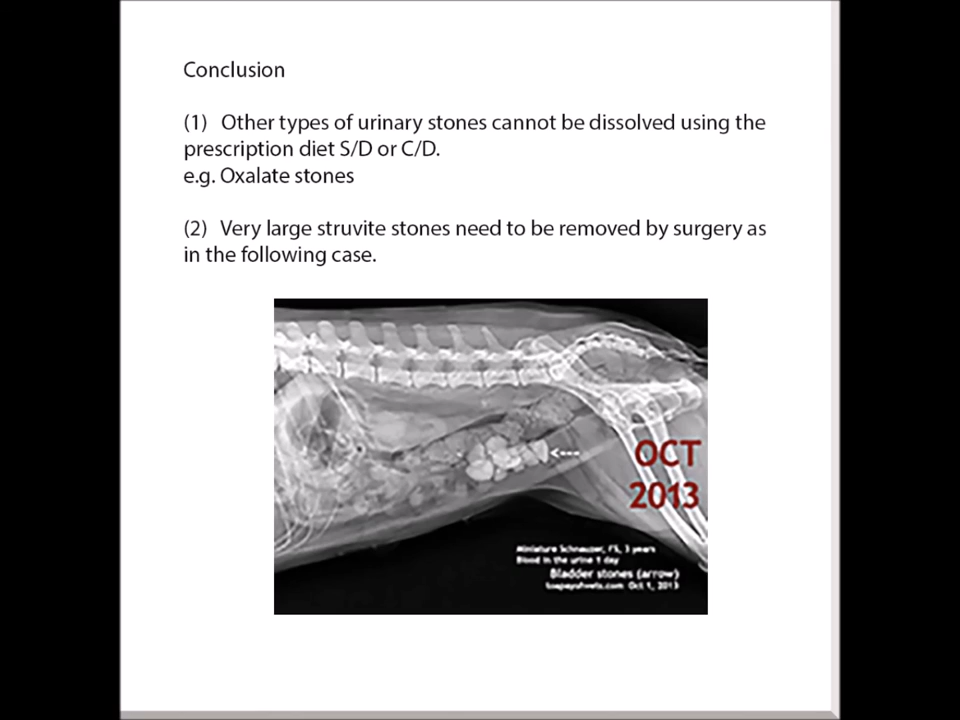 Conclusion
(1) Other types of urinary stones cannot be dissolved using the
prescription diet S/D or C/D.
e.g. Oxalate stones
(2) Very large struvite stones need to be removed by surgery as
in the following case.
OCT
2013
Miniature Schnauzer, FS, 3 years
Blood in the urine 1 day
Bladder stones (arrow)
toapayohvets.com Oct 1, 2013